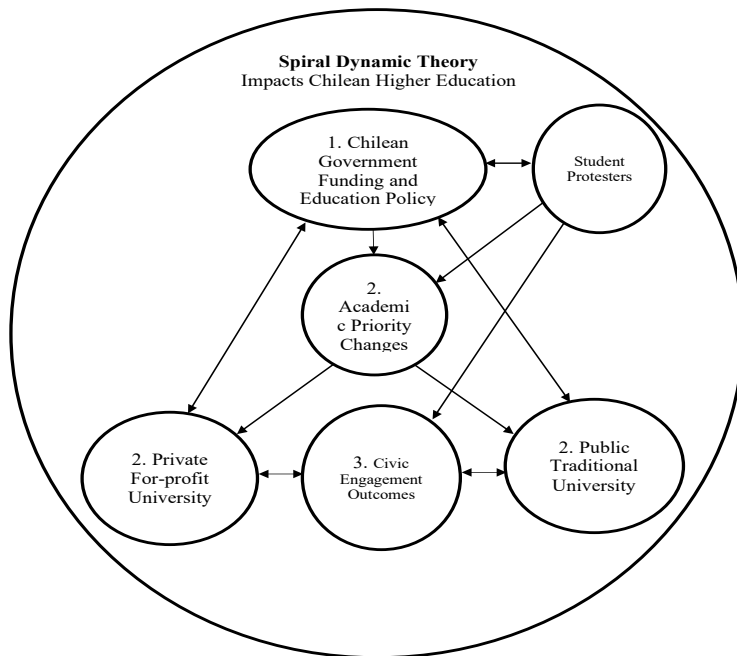 Spiral Dynamic Theory
Impacts Chilean Higher Education
1. Chilean
Government
Funding and
Education Policy
Student
Protesters
2.
Academi
c Priority
Changes
2. Private
For-profit
University
3. Civic
Engagement
Outcomes
2. Public
Traditional
University